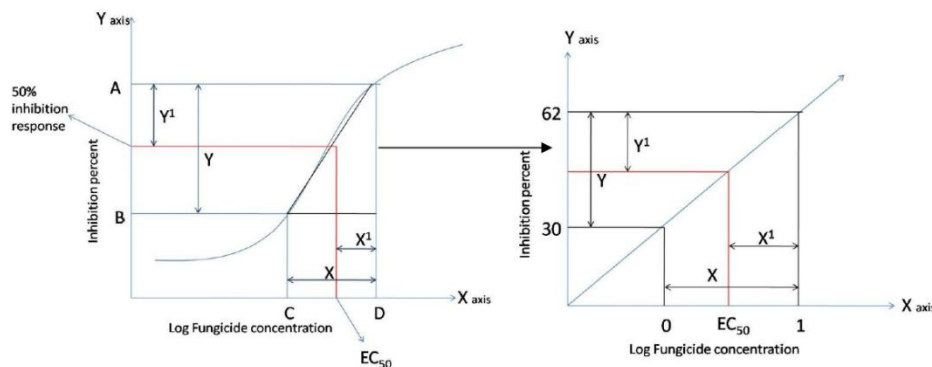 Y axis
A
50%
inhibition
response
Y¹
Y
Inhibition percent
B
X¹
X
X axis
C
D
Log Fungicide concentration
EC₅₀
Y axis
62
Y¹
Y
Inhibition percent
30
X¹
X
X axis
0
EC₅₀
1
Log Fungicide concentration